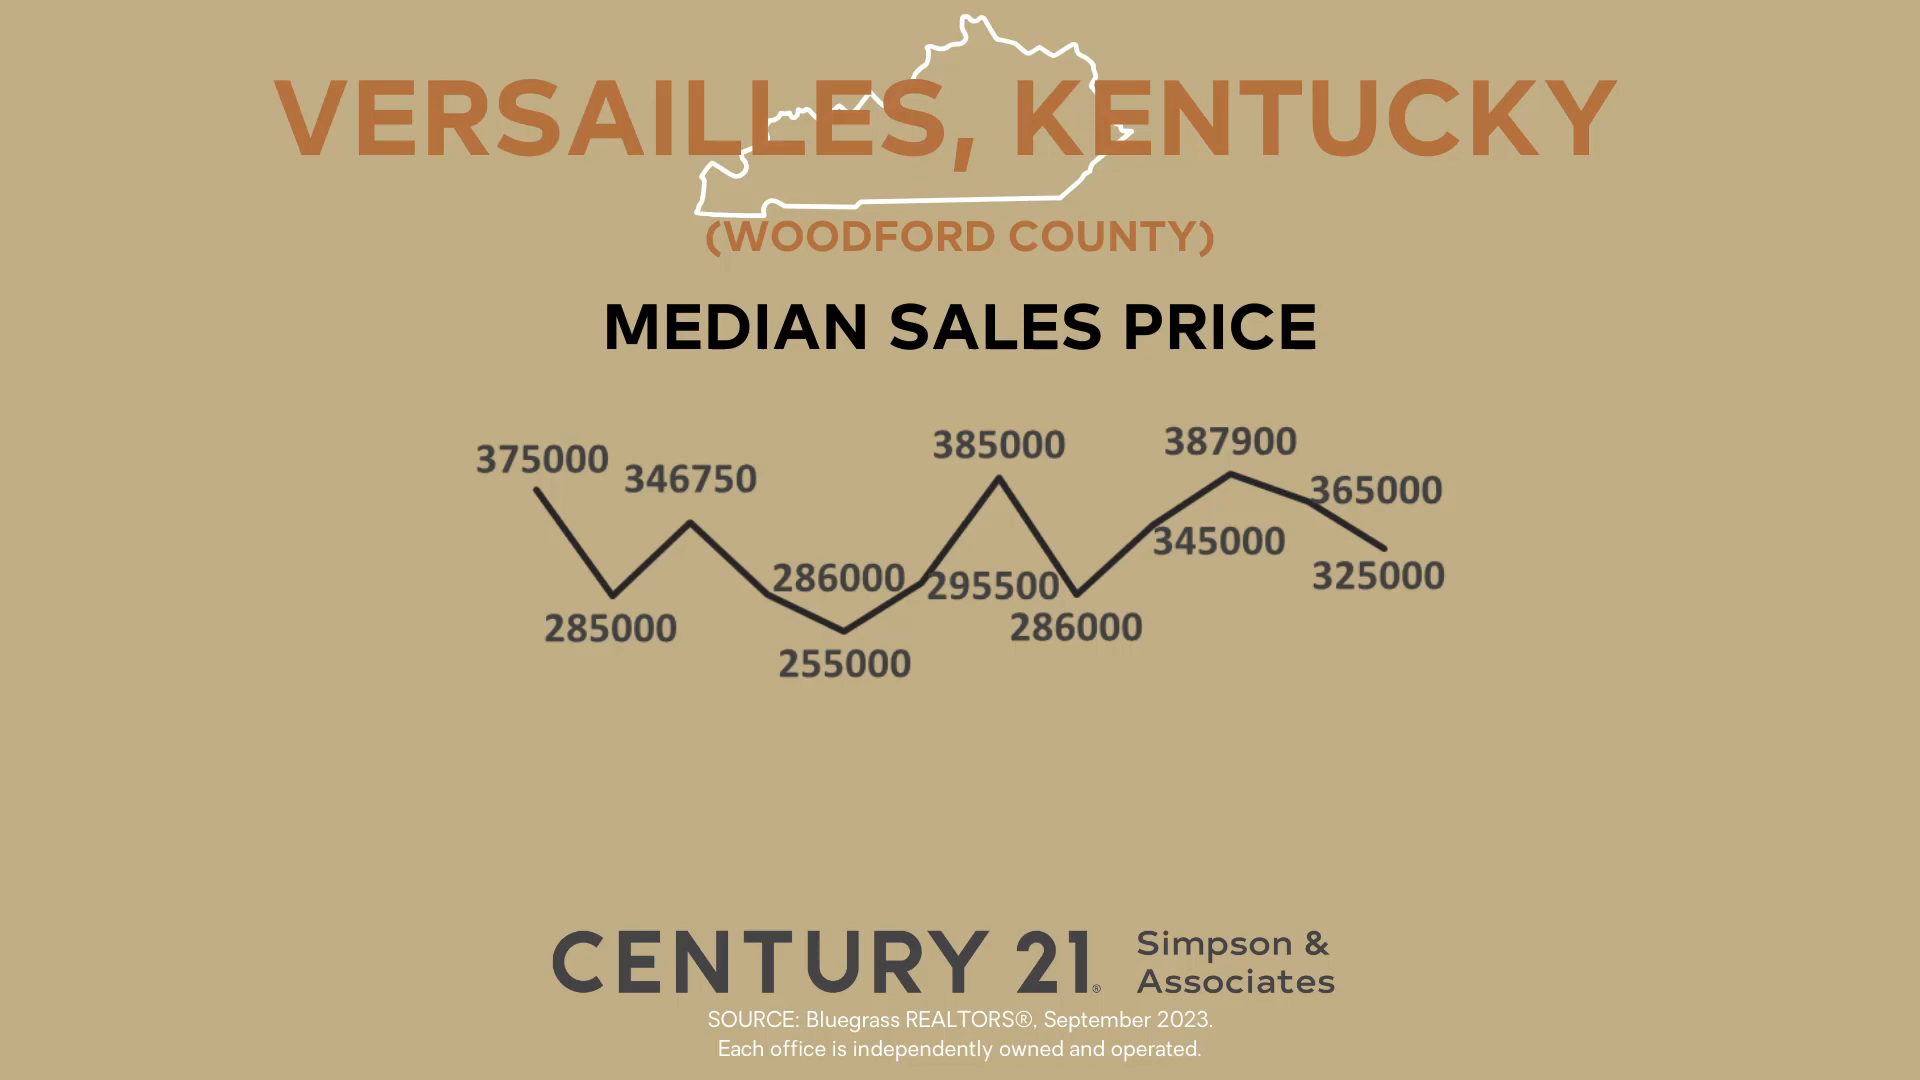 VERSAILLES, KENTUCKY
(WOODFORD COUNTY)
MEDIAN SALES PRICE
375000
285000
346750
286000
255000
295500
385000
286000
345000
387900
365000
325000
CENTURY 21®
Simpson &
Associates
SOURCE: Bluegrass REALTORS®, September 2023.
Each office is independently owned and operated.